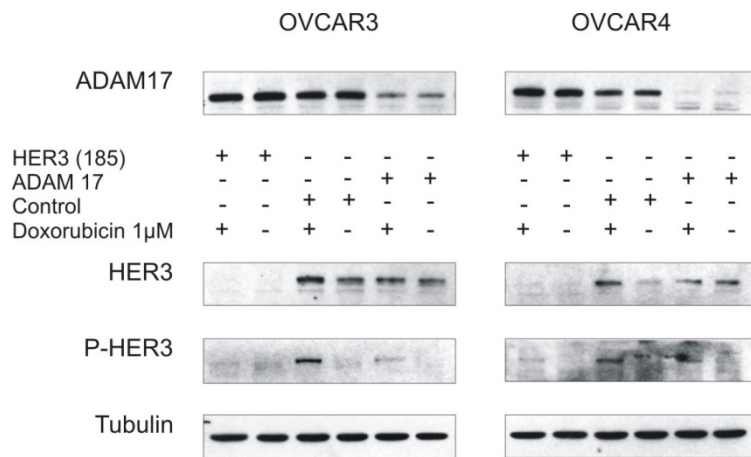 OVCAR3 OVCAR4
ADAM17
HER3 (185) + + - - - - + + - - - -
ADAM 17 - - - - + + - - - - + +
Control - - + + - - - - + + - -
Doxorubicin 1µM + - + - + - + - + - + -
HER3
P-HER3
Tubulin